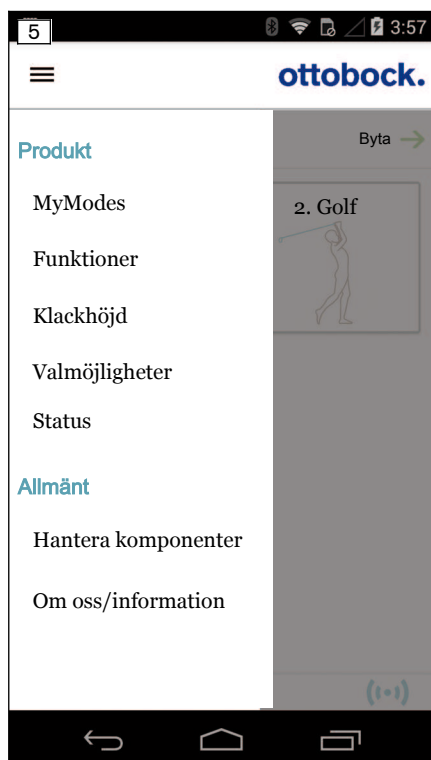 5
3:57
ottobock.
Produkt
Byta
MyModes
2. Golf
Funktioner
Klackhöjd
Valmöjligheter
Status
Allmänt
Hantera komponenter
Om oss/information